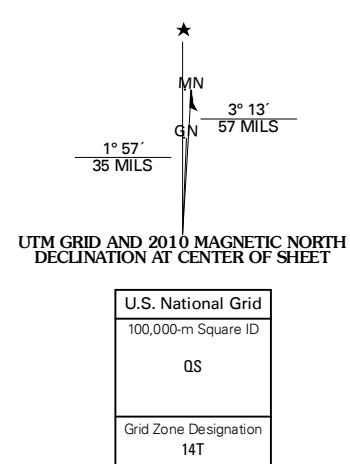 ★
MN
3° 13´
57 MILS
GN
1° 57´
35 MILS
UTM GRID AND 2010 MAGNETIC NORTH
DECLINATION AT CENTER OF SHEET
U.S. National Grid
100,000-m Square ID
QS
Grid Zone Designation
14T